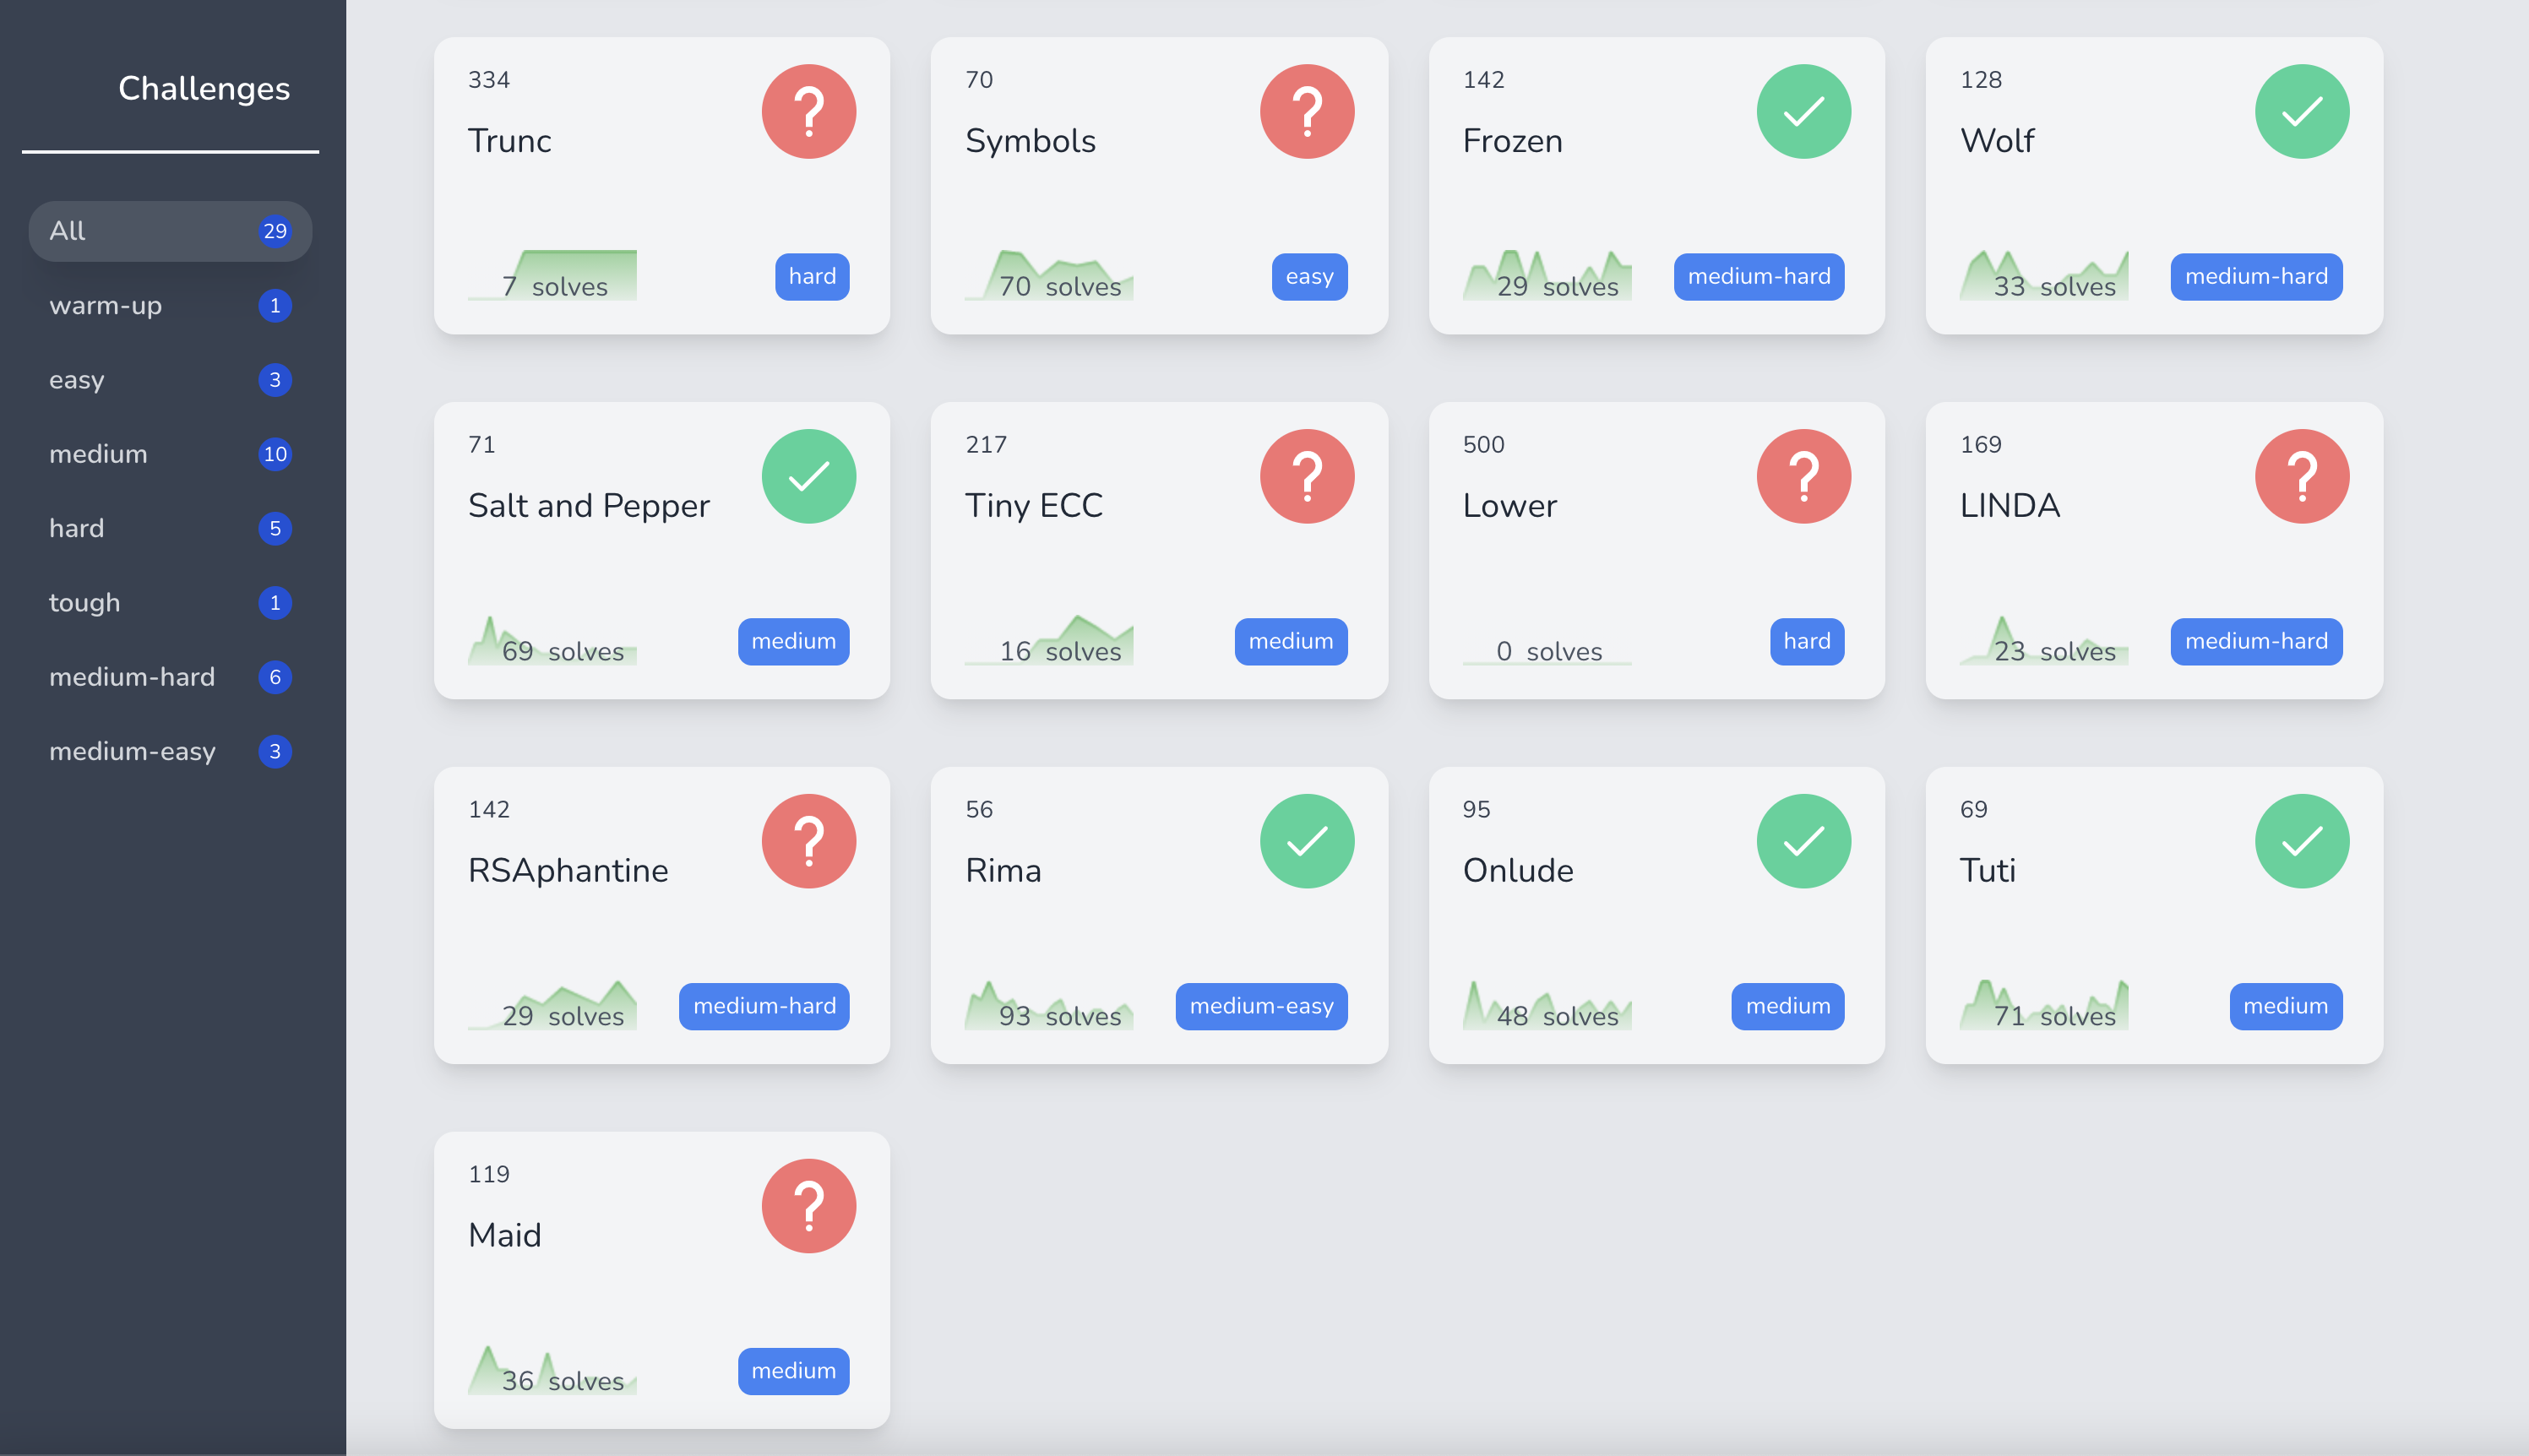 Challenges
All 29
warm-up 1
easy 3
medium 10
hard 5
tough 1
medium-hard 6
medium-easy 3
334
Trunc
7 solves
hard
70
Symbols
70 solves
easy
142
Frozen
29 solves
medium-hard
128
Wolf
33 solves
medium-hard
71
Salt and Pepper
69 solves
medium
217
Tiny ECC
16 solves
medium
500
Lower
0 solves
hard
169
LINDA
23 solves
medium-hard
142
RSAphantine
29 solves
medium-hard
56
Rima
93 solves
medium-easy
95
Onlude
48 solves
medium
69
Tuti
71 solves
medium
119
Maid
36 solves
medium